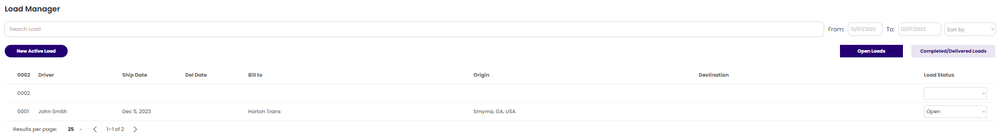 Load Manager
Search Load From: 12/07/2023 To: 12/07/2023 Sort by
New Active Load Open Loads Completed/Delivered Loads
0002 Driver Ship Date Del Date Bill to Origin Destination Load Status
0002
0001 John Smith Dec 5, 2023 Horton Trans Smyrna, GA, USA Open
Results per page: 25 1–1 of 2